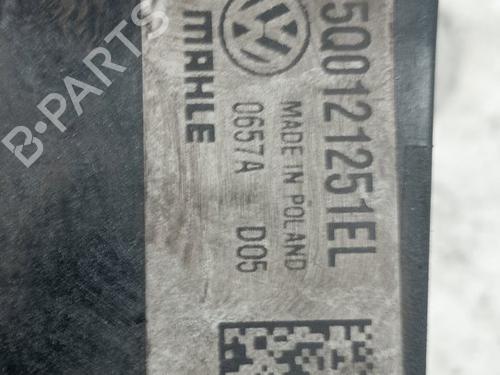 5Q0121251EL
MADE IN POLAND
0657A D05
MAHLE
B-PARTS